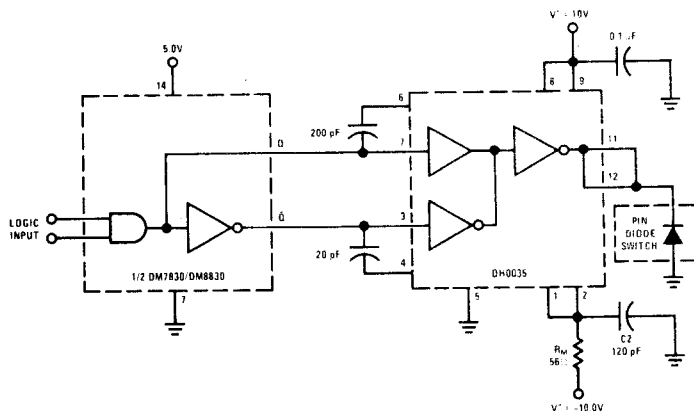 V⁺ = 10V
0.1 µF
5.0V
14
8
9
6
200 pF
7
Q
11
12
LOGIC
INPUT
Q̄
3
PIN
DIODE
SWITCH
20 pF
4
1/2 DM7830/DM8830
DH0035
7
5
1
2
C2
120 pF
R_M
56Ω
V⁻ = -10.0V